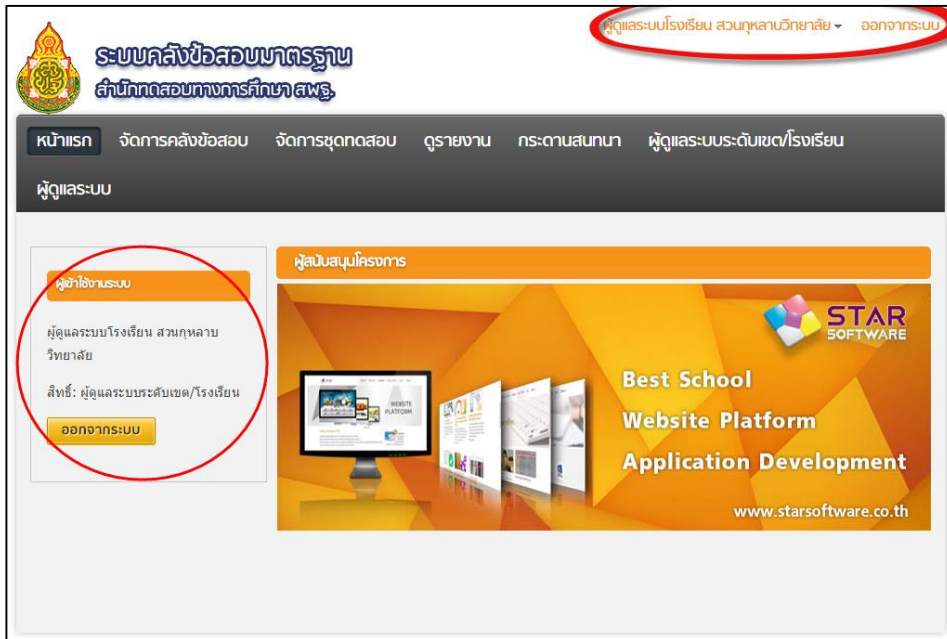 ผู้ดูแลระบบโรงเรียน สวนกุหลาบวิทยาลัย ออกจากระบบ
ระบบคลังข้อสอบมาตรฐาน
สำนักทดสอบทางการศึกษา สพฐ.
หน้าแรก จัดการคลังข้อสอบ จัดการชุดทดสอบ ดูรายงาน กระดานสนทนา ผู้ดูแลระบบระดับเขต/โรงเรียน
ผู้ดูแลระบบ
ผู้เข้าใช้งานระบบ
ผู้ดูแลระบบโรงเรียน สวนกุหลาบ
วิทยาลัย
สิทธิ์: ผู้ดูแลระบบระดับเขต/โรงเรียน
ออกจากระบบ
ผู้สนับสนุนโครงการ
STAR
SOFTWARE
WEBSITE
PLATFORM
Best School
Website Platform
Application Development
www.starsoftware.co.th